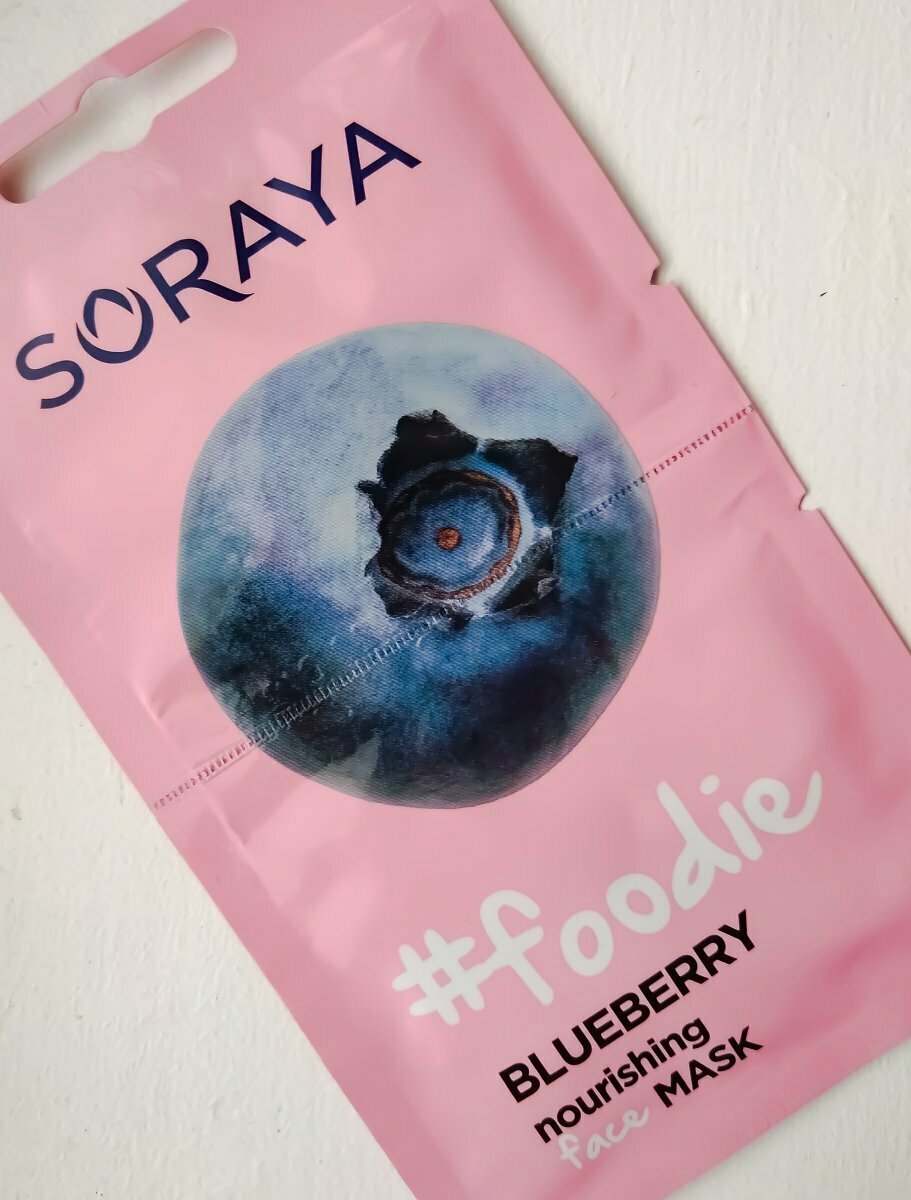 SORAYA
#foodie
BLUEBERRY
nourishing
face MASK